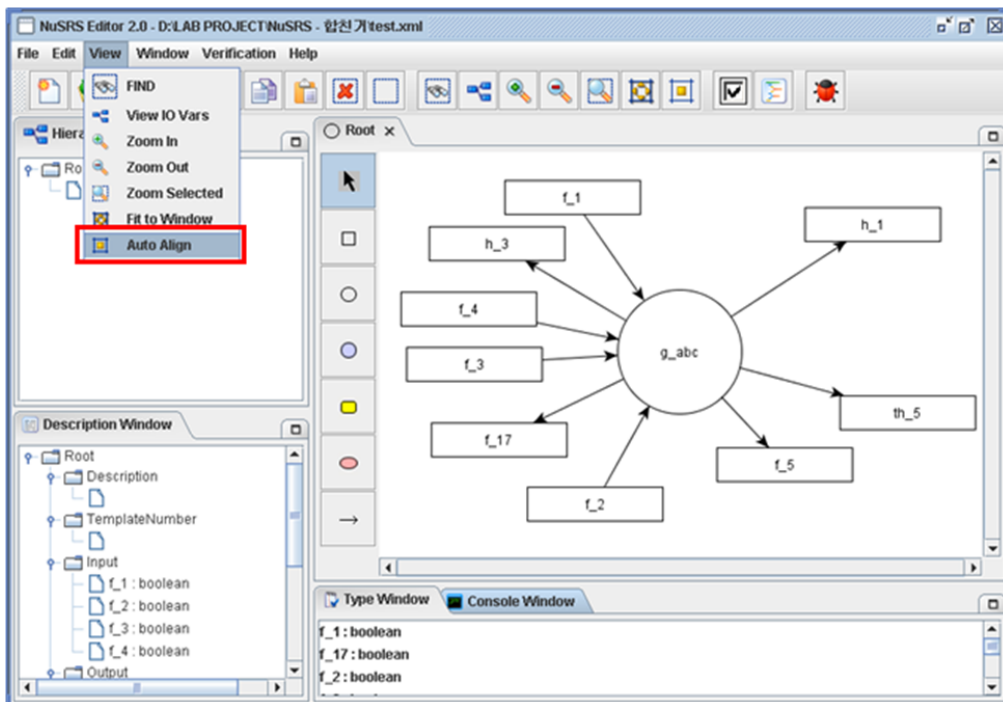 NuSRS Editor 2.0 - D:\LAB PROJECT\NuSRS - 합친거\test.xml
File Edit View Window Verification Help
FIND
View IO Vars
Zoom In
Zoom Out
Zoom Selected
Fit to Window
Auto Align
Hiera
Ro
Root
f_1
h_1
h_3
f_4
g_abc
f_3
th_5
f_17
f_5
f_2
Description Window
Root
Description
TemplateNumber
Input
f_1 : boolean
f_2 : boolean
f_3 : boolean
f_4 : boolean
Output
Type Window
Console Window
f_1 : boolean
f_17 : boolean
f_2 : boolean